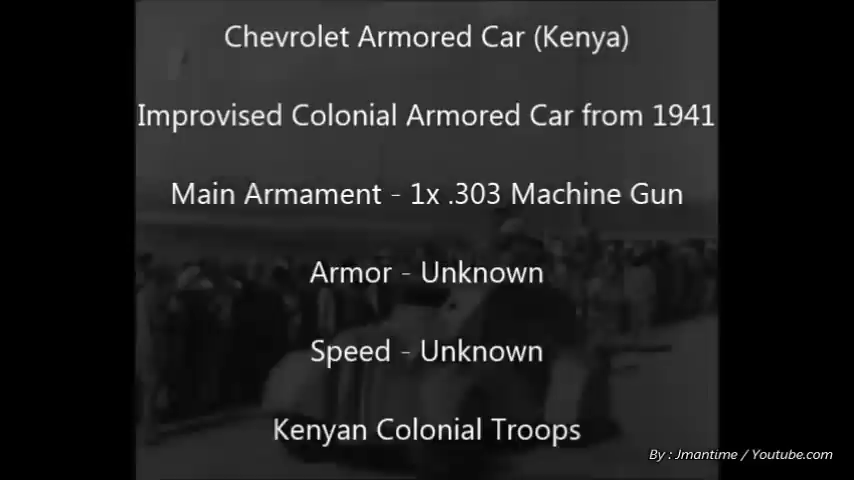 Chevrolet Armored Car (Kenya)
Improvised Colonial Armored Car from 1941
Main Armament - 1x .303 Machine Gun
Armor - Unknown
Speed - Unknown
Kenyan Colonial Troops
By : Jmantime / Youtube.com